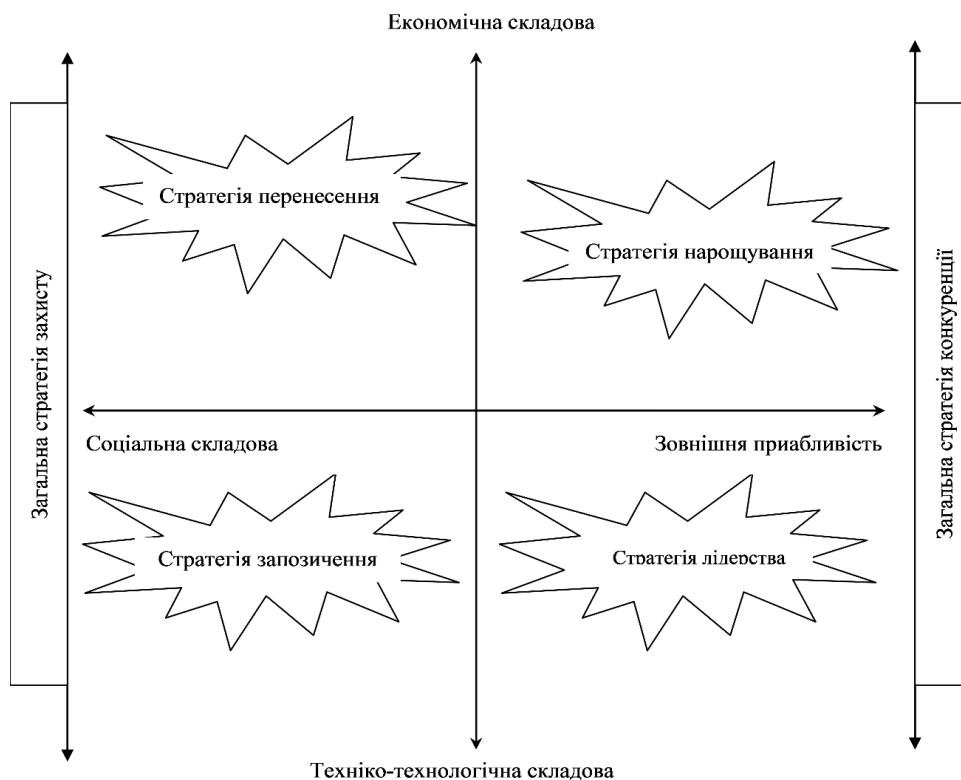 Економічна складова
Стратегія перенесення
Стратегія нарощування
Загальна стратегія захисту
Загальна стратегія конкуренції
Соціальна складова
Зовнішня приабливість
Стратегія запозичення
Стратегія лідерства
Техніко-технологічна складова